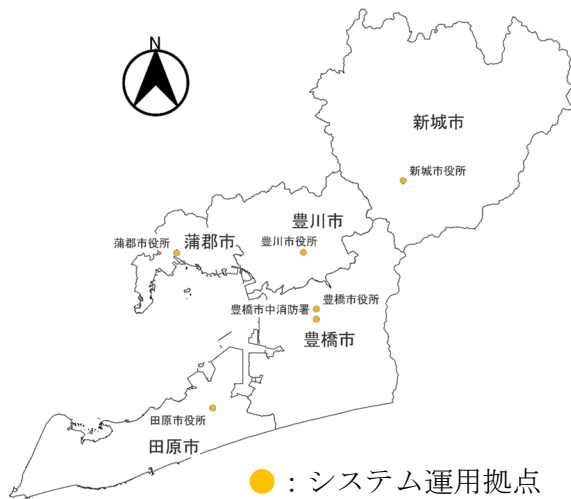 N
新城市
新城市役所
豊川市
豊川市役所
蒲郡市役所
蒲郡市
豊橋市役所
豊橋市中消防署
豊橋市
田原市役所
田原市
：システム運用拠点